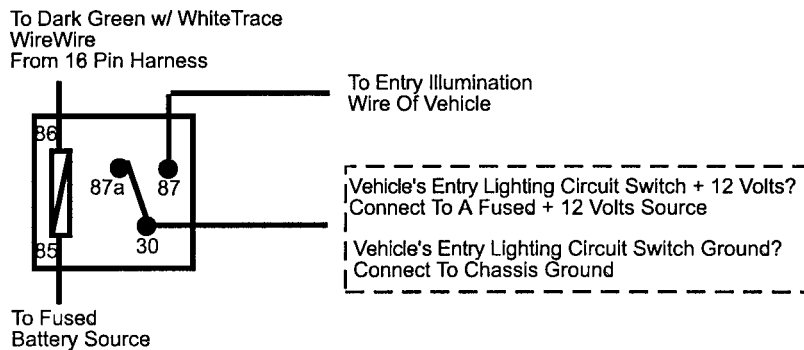 To Dark Green w/ WhiteTrace
WireWire
From 16 Pin Harness
To Entry Illumination
Wire Of Vehicle
86
87a
87
85
30
Vehicle's Entry Lighting Circuit Switch + 12 Volts?
Connect To A Fused + 12 Volts Source
Vehicle's Entry Lighting Circuit Switch Ground?
Connect To Chassis Ground
To Fused
Battery Source